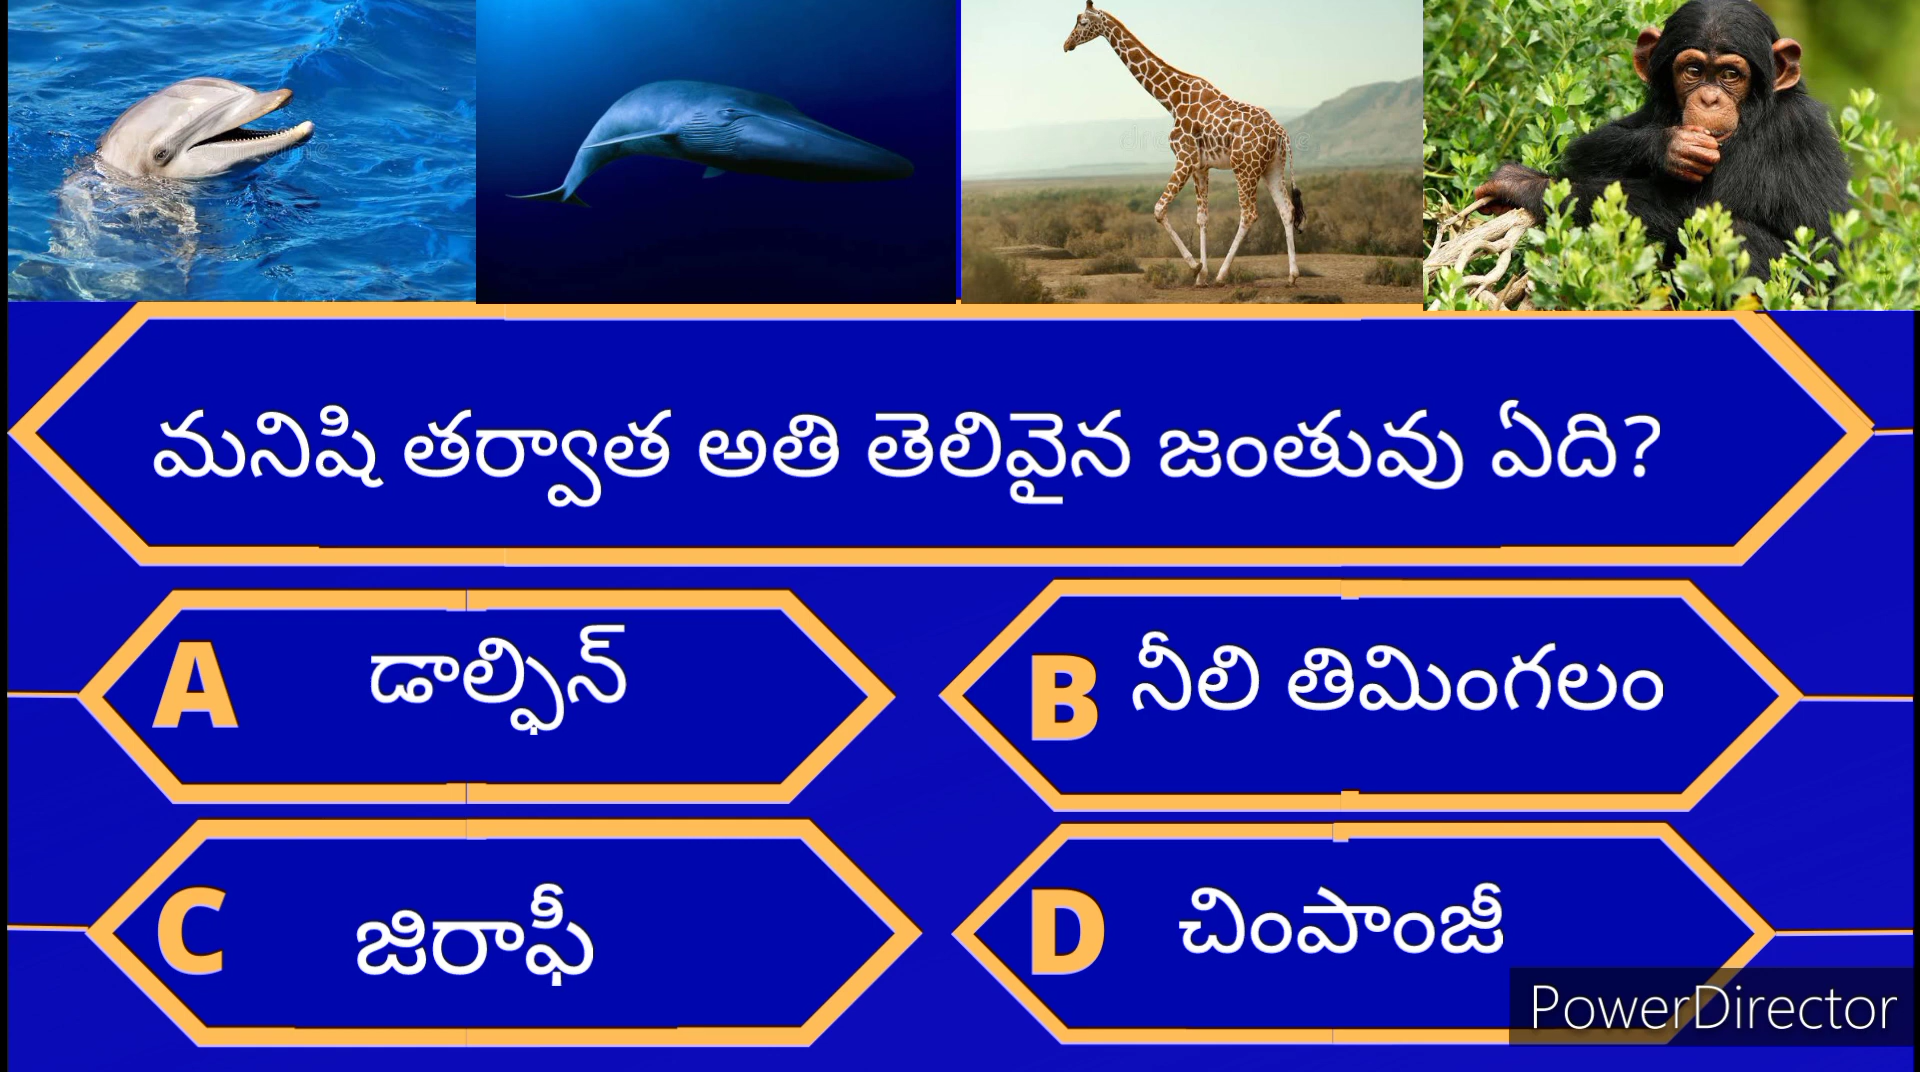 మనిషి తర్వాత అతి తెలివైన జంతువు ఏది?
A డాల్ఫిన్
B నీలి తిమింగలం
C జిరాఫీ
D చింపాంజీ
PowerDirector